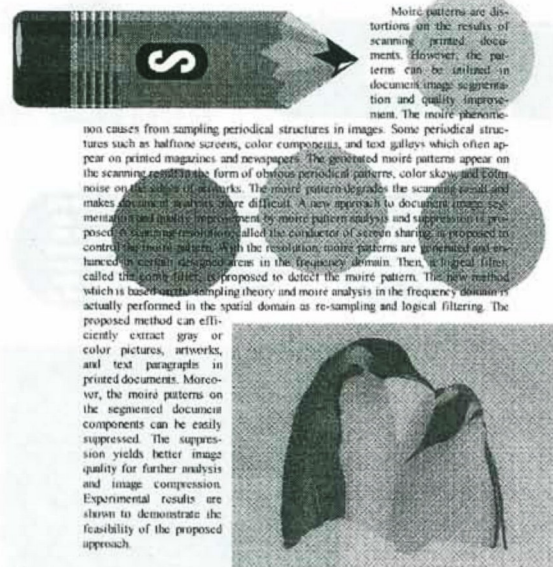 S
Moiré patterns are dis-
tortions on the results of
scanning printed docu-
ments. However, the pat-
terns can be utilized in
document image segmenta-
tion and quality improve-
ment. The moiré phenome-
non causes from sampling periodical structures in images. Some periodical struc-
tures such as halftone screens, color components, and text galleys which often ap-
pear on printed magazines and newspapers. The generated moiré patterns appear on
the scanning result in the form of obvious periodical patterns, color skew, and color
noise on the edges of artworks. The moiré pattern degrades the scanning result and
makes document analysis more difficult. A new approach to document image seg-
mentation and quality improvement by moiré pattern analysis and suppression is pro-
posed. A scanning resolution, called the conductor of screen sharing, is proposed to
control the moiré pattern. With the resolution, moiré patterns are generated and en-
hanced in certain designed areas in the frequency domain. Then, a logical filter,
called the comb filter, is proposed to detect the moiré pattern. The new method
which is based on the sampling theory and moiré analysis in the frequency domain is
actually performed in the spatial domain as re-sampling and logical filtering. The
proposed method can effi-
ciently extract gray or
color pictures, artworks,
and text paragraphs in
printed documents. Moreo-
ver, the moiré patterns on
the segmented document
components can be easily
suppressed. The suppres-
sion yields better image
quality for further analysis
and image compression.
Experimental results are
shown to demonstrate the
feasibility of the proposed
approach.